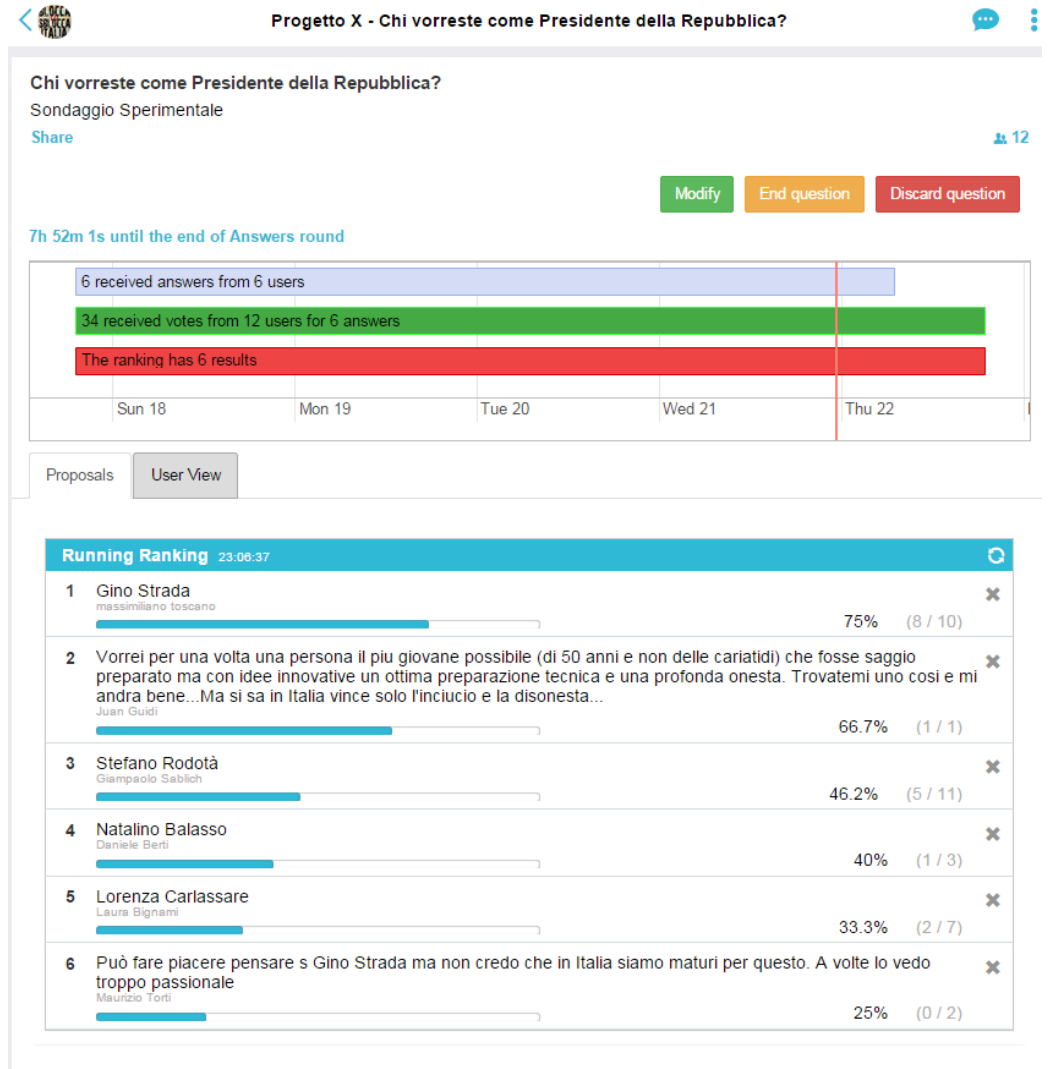 BLOCCA
SBLOCCA
ITALIA
Progetto X - Chi vorreste come Presidente della Repubblica?
Chi vorreste come Presidente della Repubblica?
Sondaggio Sperimentale
Share
12
Modify
End question
Discard question
7h 52m 1s until the end of Answers round
6 received answers from 6 users
34 received votes from 12 users for 6 answers
The ranking has 6 results
Sun 18
Mon 19
Tue 20
Wed 21
Thu 22
Proposals
User View
Running Ranking 23:06:37
1 Gino Strada
massimiliano toscano
75% (8 / 10)
2 Vorrei per una volta una persona il piu giovane possibile (di 50 anni e non delle cariatidi) che fosse saggio
preparato ma con idee innovative un ottima preparazione tecnica e una profonda onesta. Trovatemi uno cosi e mi
andra bene...Ma si sa in Italia vince solo l'inciucio e la disonesta...
Juan Guidi
66.7% (1 / 1)
3 Stefano Rodotà
Giampaolo Sablich
46.2% (5 / 11)
4 Natalino Balasso
Daniele Berti
40% (1 / 3)
5 Lorenza Carlassare
Laura Bignami
33.3% (2 / 7)
6 Può fare piacere pensare s Gino Strada ma non credo che in Italia siamo maturi per questo. A volte lo vedo
troppo passionale
Maurizio Torti
25% (0 / 2)